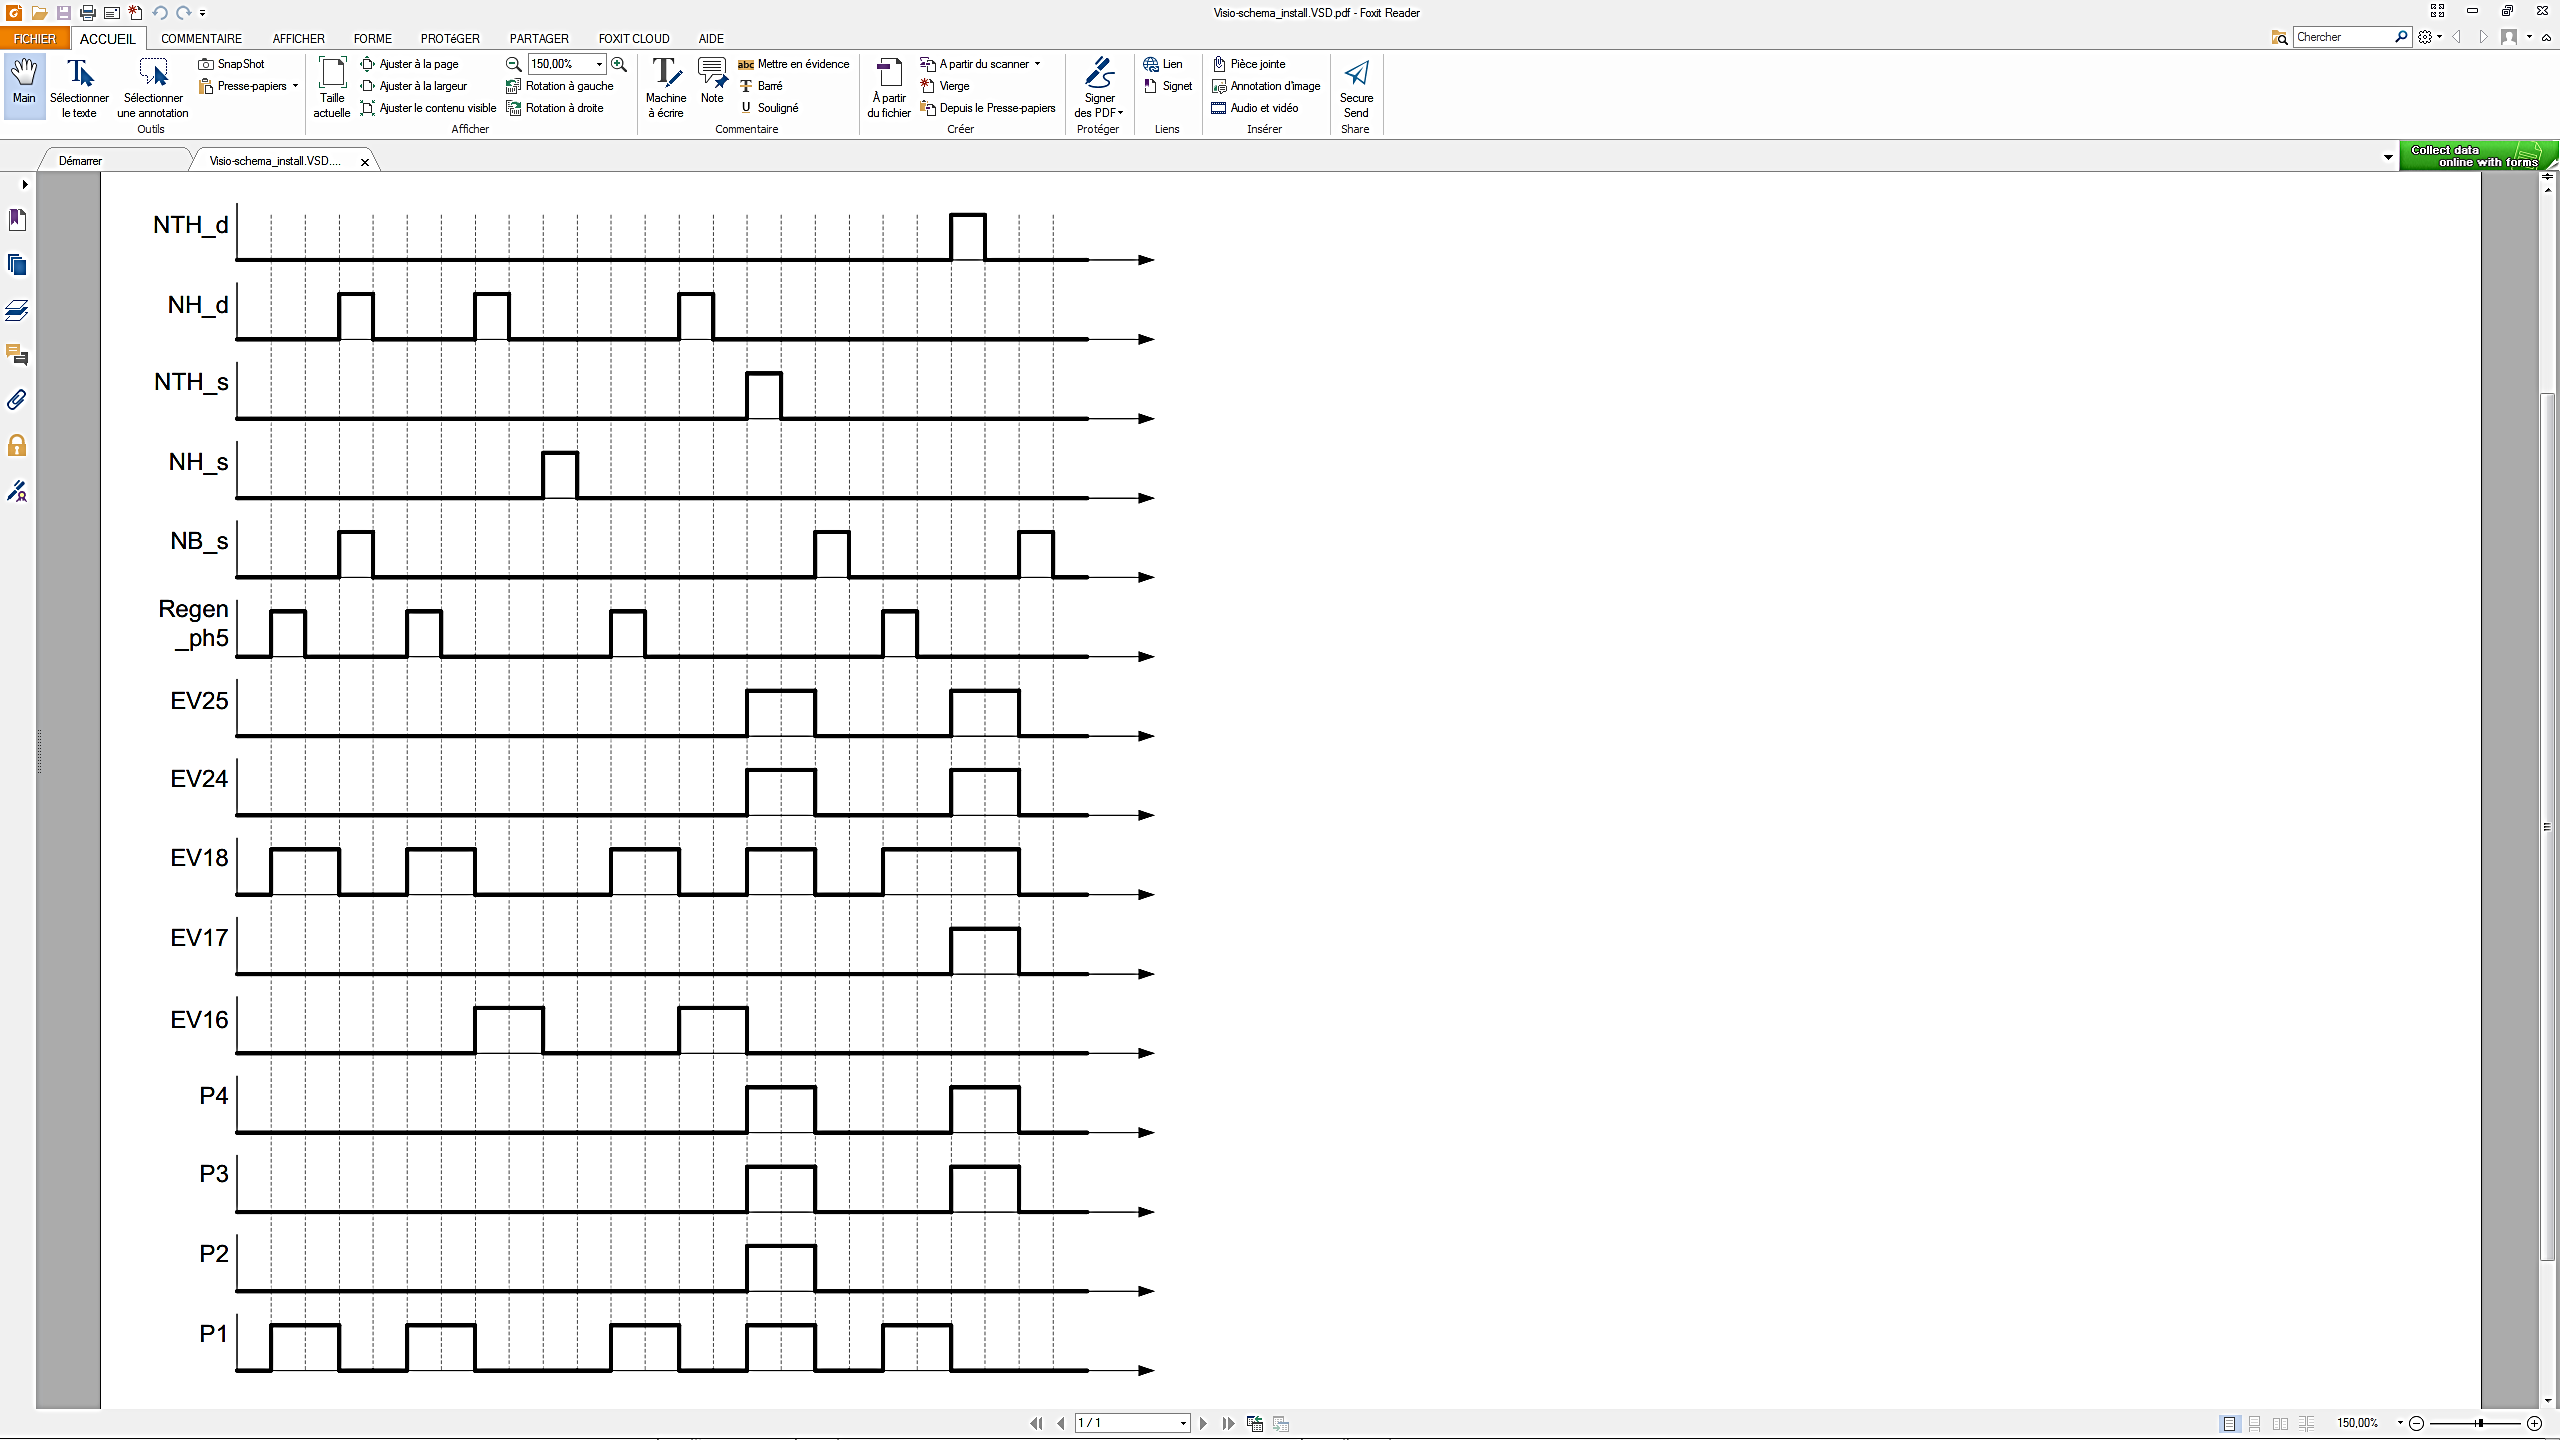 Visio-schema_install.VSD.pdf - Foxit Reader
FICHIER ACCUEIL COMMENTAIRE AFFICHER FORME PROTéGER PARTAGER FOXIT CLOUD AIDE
Chercher
Main
Sélectionner
le texte
Sélectionner
une annotation
SnapShot
Presse-papiers
Outils
Taille
actuelle
Ajuster à la page
Ajuster à la largeur
Ajuster le contenu visible
150,00%
Rotation à gauche
Rotation à droite
Afficher
Machine
à écrire
Note
abc Mettre en évidence
T Barré
U Souligné
Commentaire
À partir
du fichier
A partir du scanner
Vierge
Depuis le Presse-papiers
Créer
Signer
des PDF
Protéger
Lien
Signet
Liens
Pièce jointe
Annotation d'image
Audio et vidéo
Insérer
Secure
Send
Share
Démarrer
Visio-schema_install.VSD....
Collect data
online with forms
NTH_d
NH_d
NTH_s
NH_s
NB_s
Regen
_ph5
EV25
EV24
EV18
EV17
EV16
P4
P3
P2
P1
1 / 1
150,00%